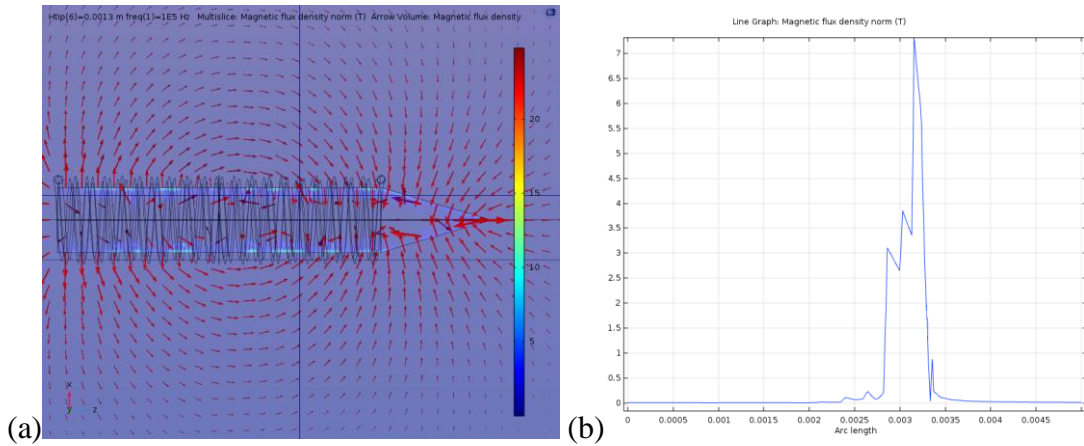 Htip(6)=0.0013 m freq(1)=1E5 Hz Multislice: Magnetic flux density norm (T) Arrow Volume: Magnetic flux density
20
15
10
5
x
y
z
(a)
Line Graph: Magnetic flux density norm (T)
7
6.5
6
5.5
5
4.5
4
3.5
3
2.5
2
1.5
1
0.5
0
0 0.0005 0.001 0.0015 0.002 0.0025 0.003 0.0035 0.004 0.0045
Arc length
(b)